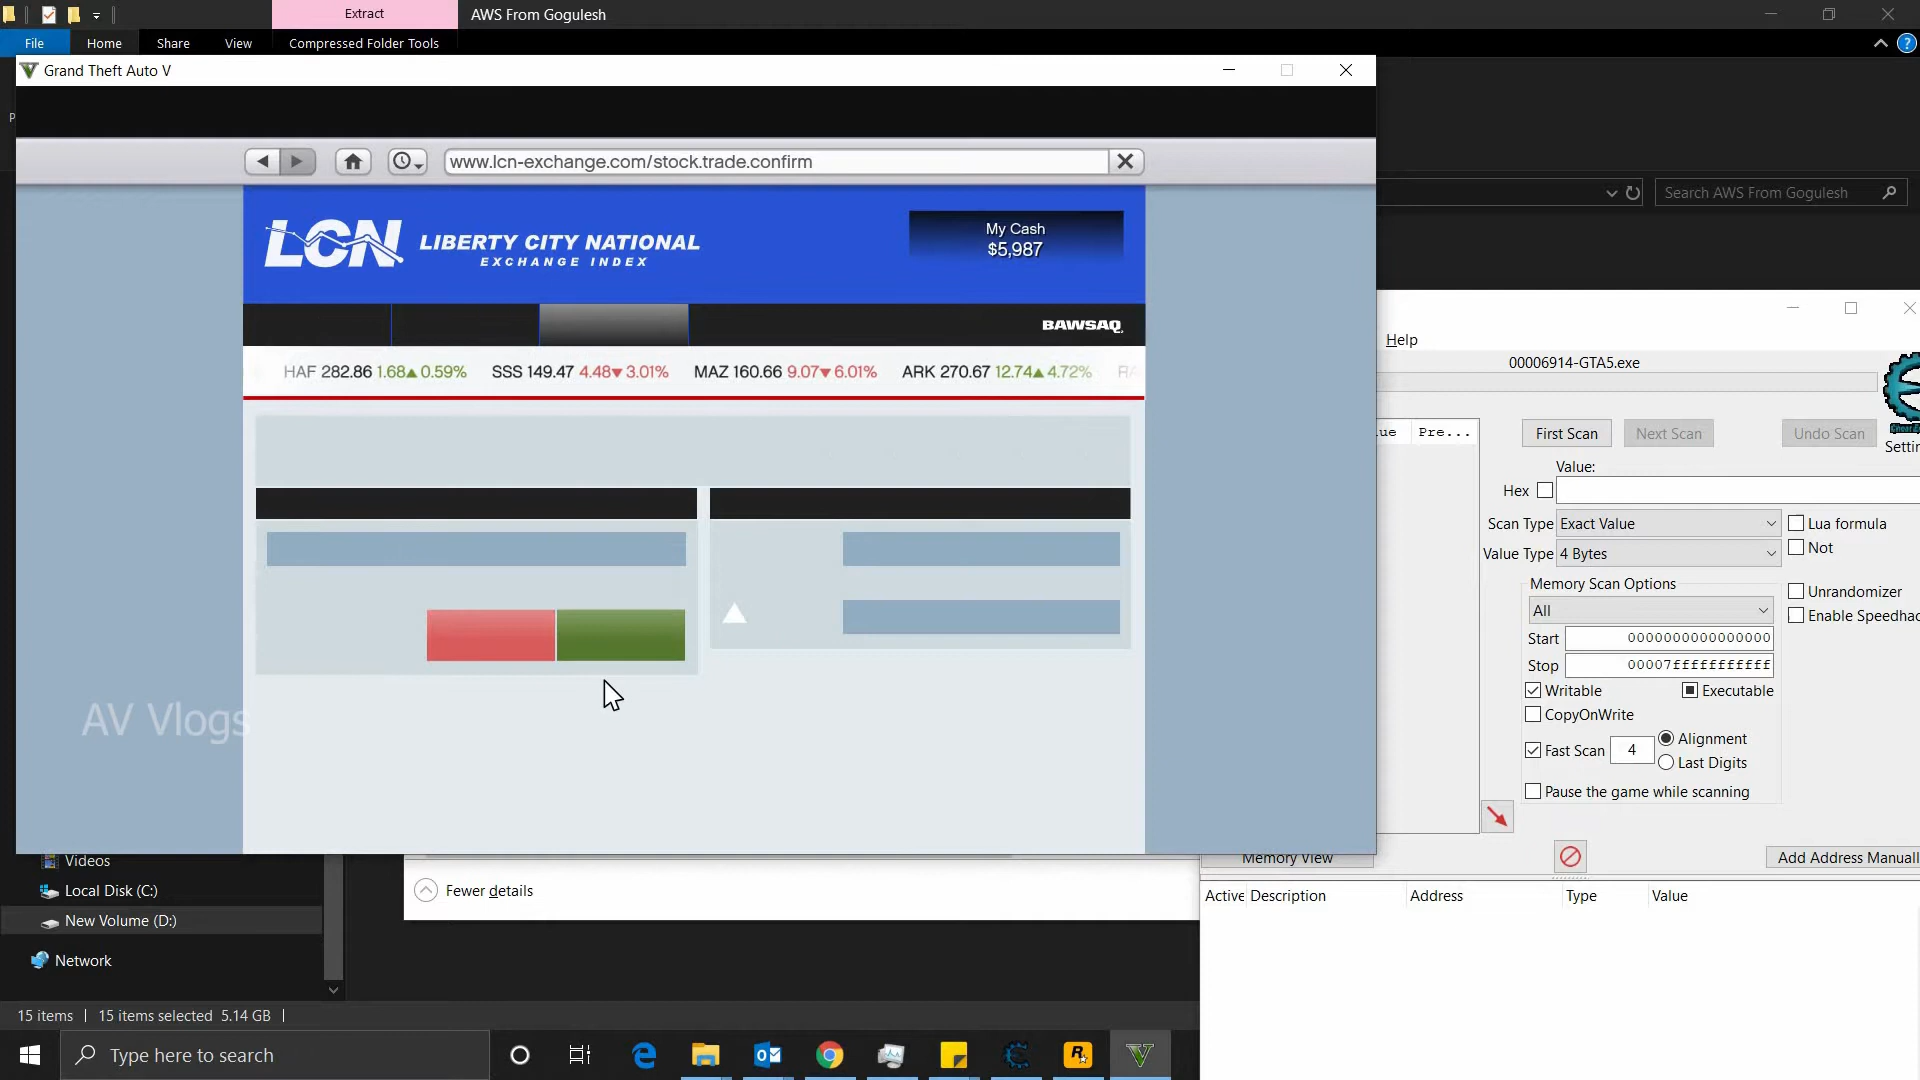 Extract
AWS From Gogulesh
File
Home
Share
View
Compressed Folder Tools
Grand Theft Auto V
www.lcn-exchange.com/stock.trade.confirm
Search AWS From Gogulesh
LCN LIBERTY CITY NATIONAL
EXCHANGE INDEX
My Cash
$5,987
BAWSAQ
HAF 282.86 1.68▲ 0.59% SSS 149.47 4.48▼ 3.01% MAZ 160.66 9.07▼ 6.01% ARK 270.67 12.74▲ 4.72%
AV Vlogs
Help
00006914-GTA5.exe
Pre...
First Scan
Next Scan
Undo Scan
Value:
Hex
Scan Type
Exact Value
Lua formula
Value Type
4 Bytes
Not
Memory Scan Options
All
Unrandomizer
Start
0000000000000000
Enable Speedhac
Stop
00007fffffffffff
Writable
Executable
CopyOnWrite
Fast Scan
4
Alignment
Last Digits
Pause the game while scanning
Memory View
Add Address Manuall
Active Description
Address
Type
Value
Fewer details
Videos
Local Disk (C:)
New Volume (D:)
Network
15 items
15 items selected 5.14 GB
Type here to search